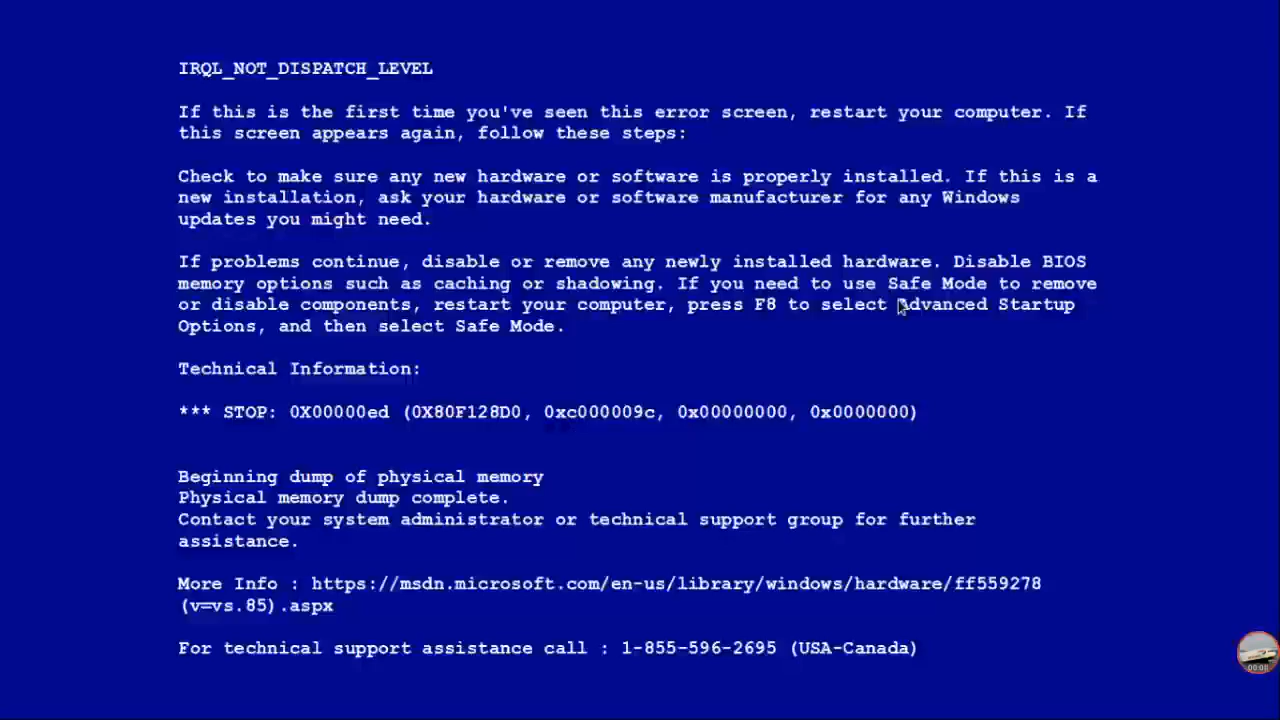 IRQL_NOT_DISPATCH_LEVEL
If this is the first time you've seen this error screen, restart your computer. If
this screen appears again, follow these steps:
Check to make sure any new hardware or software is properly installed. If this is a
new installation, ask your hardware or software manufacturer for any Windows
updates you might need.
If problems continue, disable or remove any newly installed hardware. Disable BIOS
memory options such as caching or shadowing. If you need to use Safe Mode to remove
or disable components, restart your computer, press F8 to select Advanced Startup
Options, and then select Safe Mode.
Technical Information:
*** STOP: 0X00000ed (0X80F128D0, 0xc000009c, 0x00000000, 0x0000000)
Beginning dump of physical memory
Physical memory dump complete.
Contact your system administrator or technical support group for further
assistance.
More Info : https://msdn.microsoft.com/en-us/library/windows/hardware/ff559278
(v=vs.85).aspx
For technical support assistance call : 1-855-596-2695 (USA-Canada)
00:00